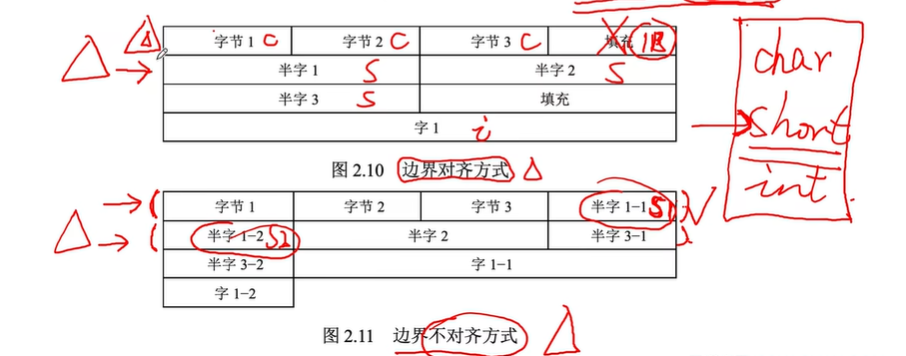 字节1 C 字节2 C 字节3 C 填充 1B
半字1 S 半字2 S
半字3 S 填充
字1 i
图 2.10 边界对齐方式
char
short
int
字节1 字节2 字节3 半字1-1 S1
半字1-2 S2 半字2 半字3-1
半字3-2 字1-1
字1-2
图 2.11 边界不对齐方式